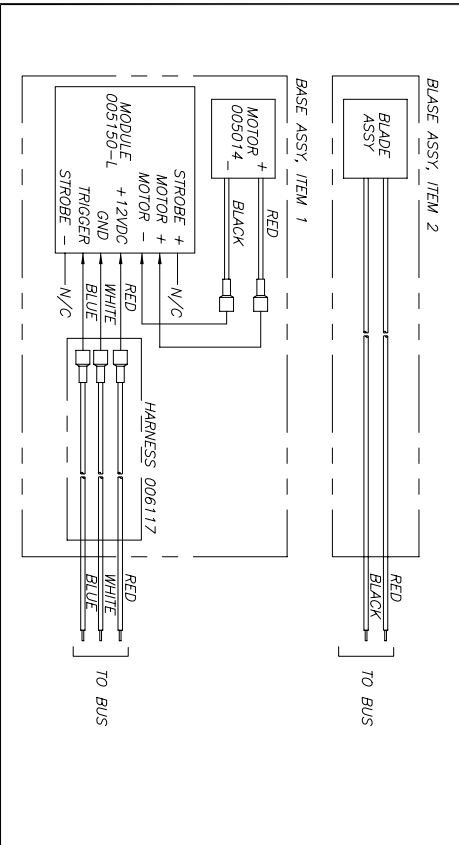 BLASE ASSY, ITEM 2
BLADE
ASSY
RED
BLACK
TO BUS
BASE ASSY, ITEM 1
MOTOR
005014
+
-
RED
BLACK
MODULE
005150-L
STROBE +
MOTOR +
MOTOR -
+12VDC
GND
TRIGGER
STROBE -
N/C
RED
WHITE
BLUE
N/C
HARNESS 006117
RED
WHITE
BLUE
TO BUS